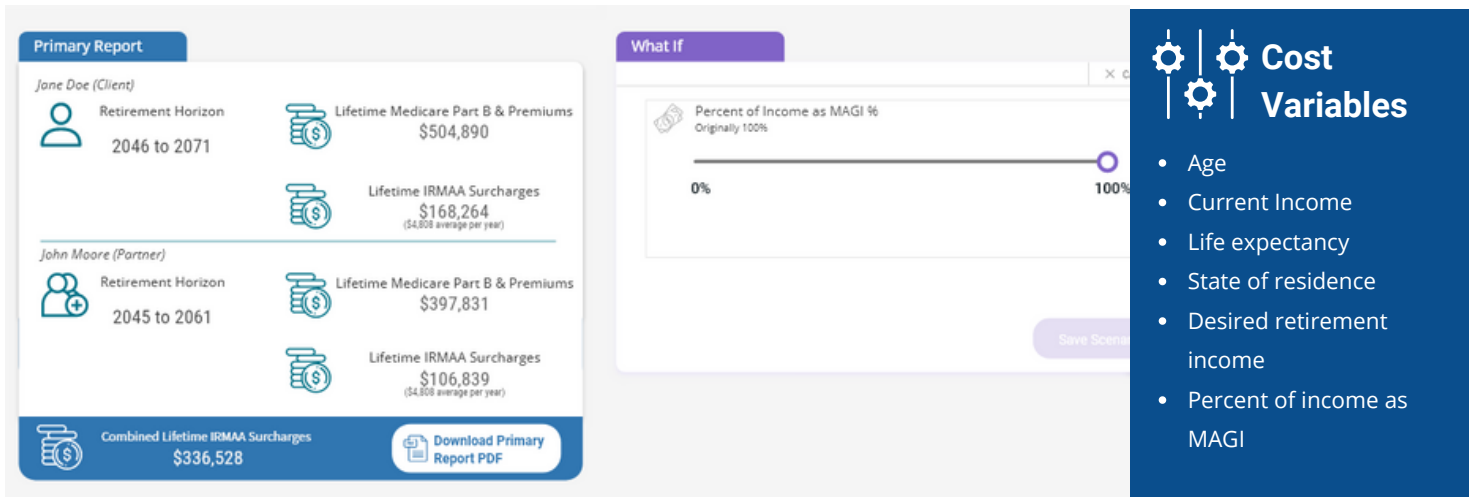 Primary Report
Jane Doe (Client)
Retirement Horizon
2046 to 2071
Lifetime Medicare Part B & Premiums
$504,890
Lifetime IRMAA Surcharges
$168,264
($4,808 average per year)
John Moore (Partner)
Retirement Horizon
2045 to 2061
Lifetime Medicare Part B & Premiums
$397,831
Lifetime IRMAA Surcharges
$106,839
($4,808 average per year)
Combined Lifetime IRMAA Surcharges
$336,528
Download Primary
Report PDF
What If
Percent of Income as MAGI %
Originally 100%
0%
100%
Save
Cost
Variables
• Age
• Current Income
• Life expectancy
• State of residence
• Desired retirement
income
• Percent of income as
MAGI